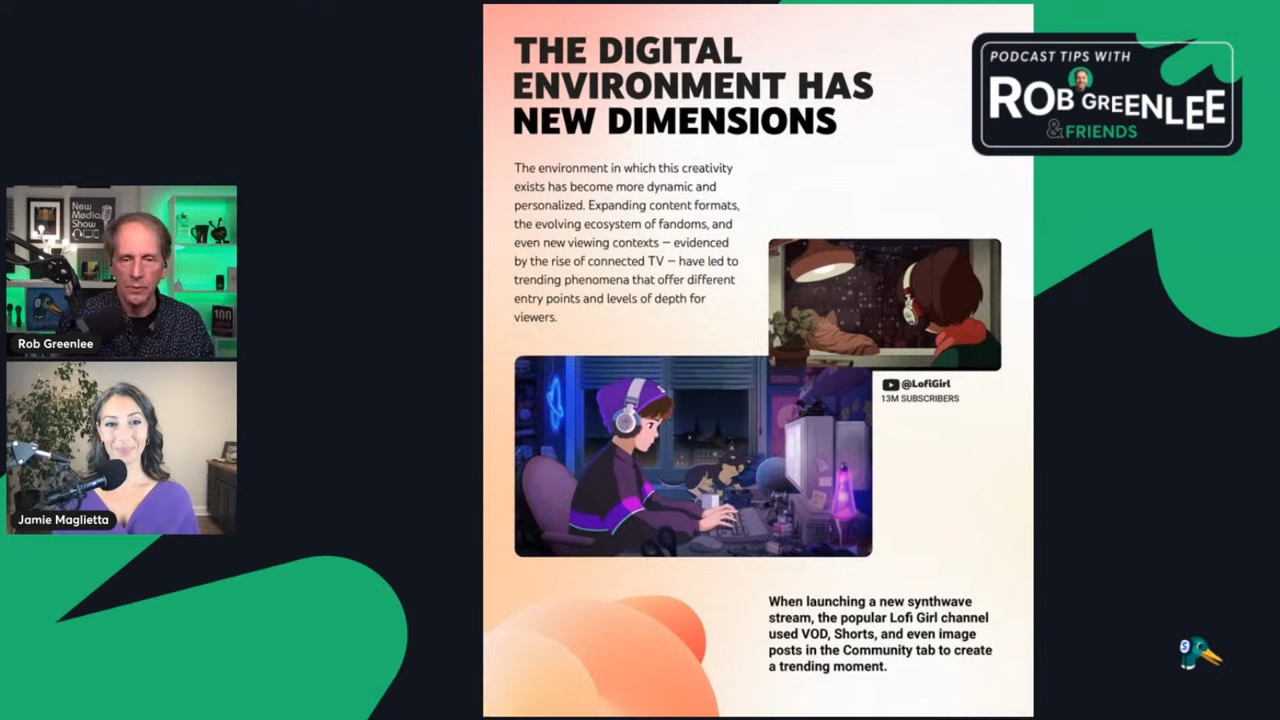 THE DIGITAL
ENVIRONMENT HAS
NEW DIMENSIONS
The environment in which this creativity
exists has become more dynamic and
personalized. Expanding content formats,
the evolving ecosystem of fandoms, and
even new viewing contexts — evidenced
by the rise of connected TV — have led to
trending phenomena that offer different
entry points and levels of depth for
viewers.
@LofiGirl
13M SUBSCRIBERS
When launching a new synthwave
stream, the popular Lofi Girl channel
used VOD, Shorts, and even image
posts in the Community tab to create
a trending moment.
PODCAST TIPS WITH
ROB GREENLEE
& FRIENDS
New
Media
Show
100
Rob Greenlee
Jamie Maglietta
S